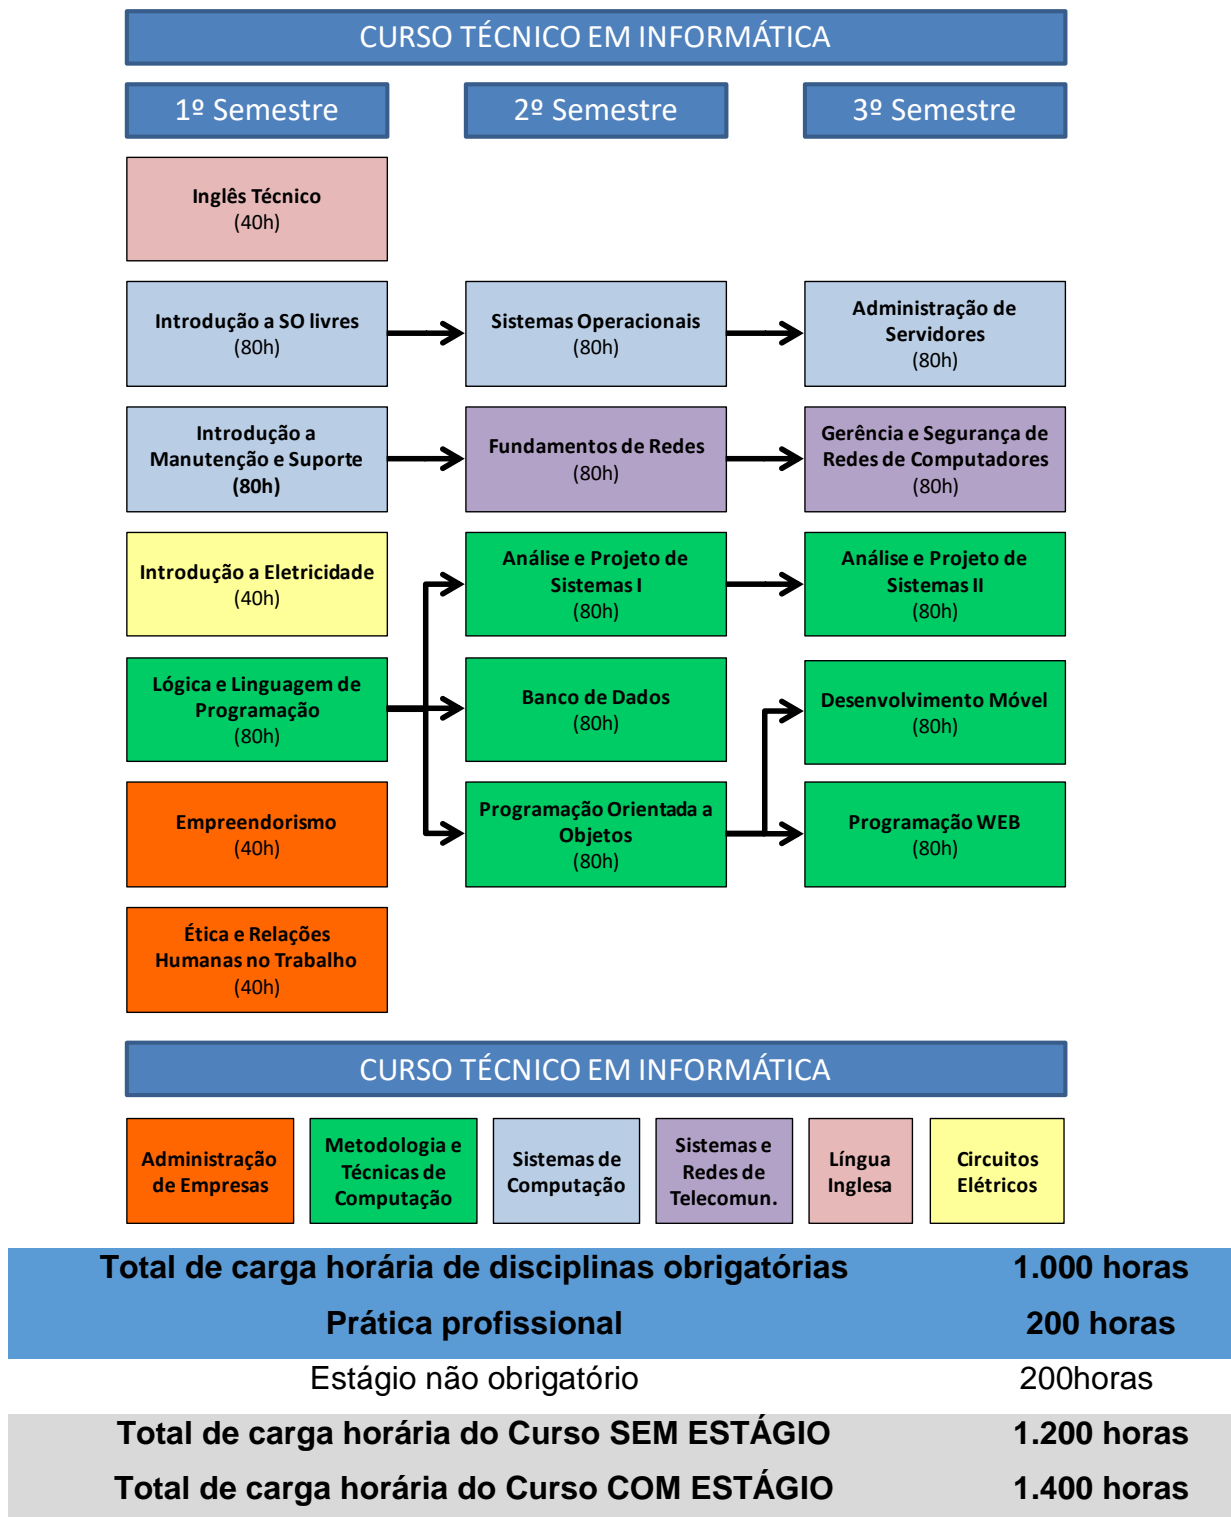 CURSO TÉCNICO EM INFORMÁTICA
1º Semestre
2º Semestre
3º Semestre
Inglês Técnico
(40h)
Introdução a SO livres
(80h)
Sistemas Operacionais
(80h)
Administração de
Servidores
(80h)
Introdução a
Manutenção e Suporte
(80h)
Fundamentos de Redes
(80h)
Gerência e Segurança de
Redes de Computadores
(80h)
Introdução a Eletricidade
(40h)
Análise e Projeto de
Sistemas I
(80h)
Análise e Projeto de
Sistemas II
(80h)
Lógica e Linguagem de
Programação
(80h)
Banco de Dados
(80h)
Desenvolvimento Móvel
(80h)
Empreendorismo
(40h)
Programação Orientada a
Objetos
(80h)
Programação WEB
(80h)
Ética e Relações
Humanas no Trabalho
(40h)
CURSO TÉCNICO EM INFORMÁTICA
Administração
de Empresas
Metodologia e
Técnicas de
Computação
Sistemas de
Computação
Sistemas e
Redes de
Telecomun.
Língua
Inglesa
Circuitos
Elétricos
Total de carga horária de disciplinas obrigatórias 1.000 horas
Prática profissional 200 horas
Estágio não obrigatório 200horas
Total de carga horária do Curso SEM ESTÁGIO 1.200 horas
Total de carga horária do Curso COM ESTÁGIO 1.400 horas